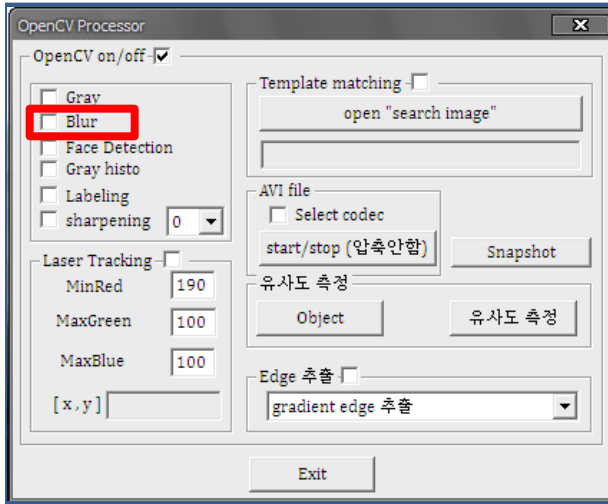 OpenCV Processor
OpenCV on/off
Gray
Blur
Face Detection
Gray histo
Labeling
sharpening 0
Laser Tracking
MinRed 190
MaxGreen 100
MaxBlue 100
[x,y]
Template matching
open "search image"
AVI file
Select codec
start/stop (압축안함)
Snapshot
유사도 측정
Object
유사도 측정
Edge 추출
gradient edge 추출
Exit